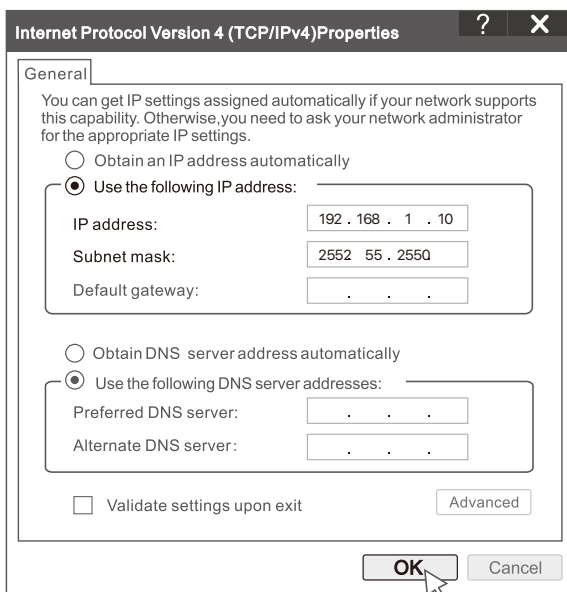 Internet Protocol Version 4 (TCP/IPv4)Properties
? X
General
You can get IP settings assigned automatically if your network supports
this capability. Otherwise,you need to ask your network administrator
for the appropriate IP settings.
Obtain an IP address automatically
Use the following IP address:
IP address: 192 . 168 . 1 . 10
Subnet mask: 2552 55 . 2550.
Default gateway: . . .
Obtain DNS server address automatically
Use the following DNS server addresses:
Preferred DNS server: . . .
Alternate DNS server: . . .
Validate settings upon exit
Advanced
OK Cancel